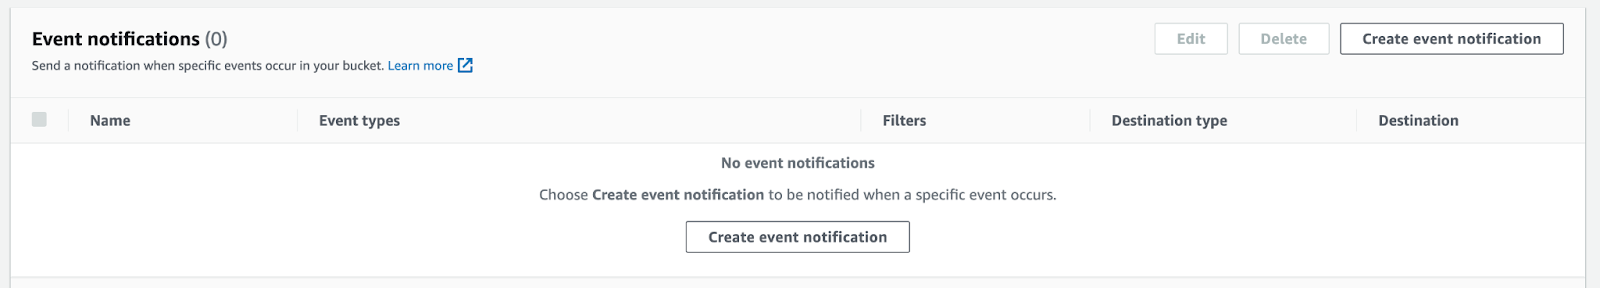 Event notifications (0)
Edit
Delete
Create event notification
Send a notification when specific events occur in your bucket. Learn more
Name
Event types
Filters
Destination type
Destination
No event notifications
Choose Create event notification to be notified when a specific event occurs.
Create event notification